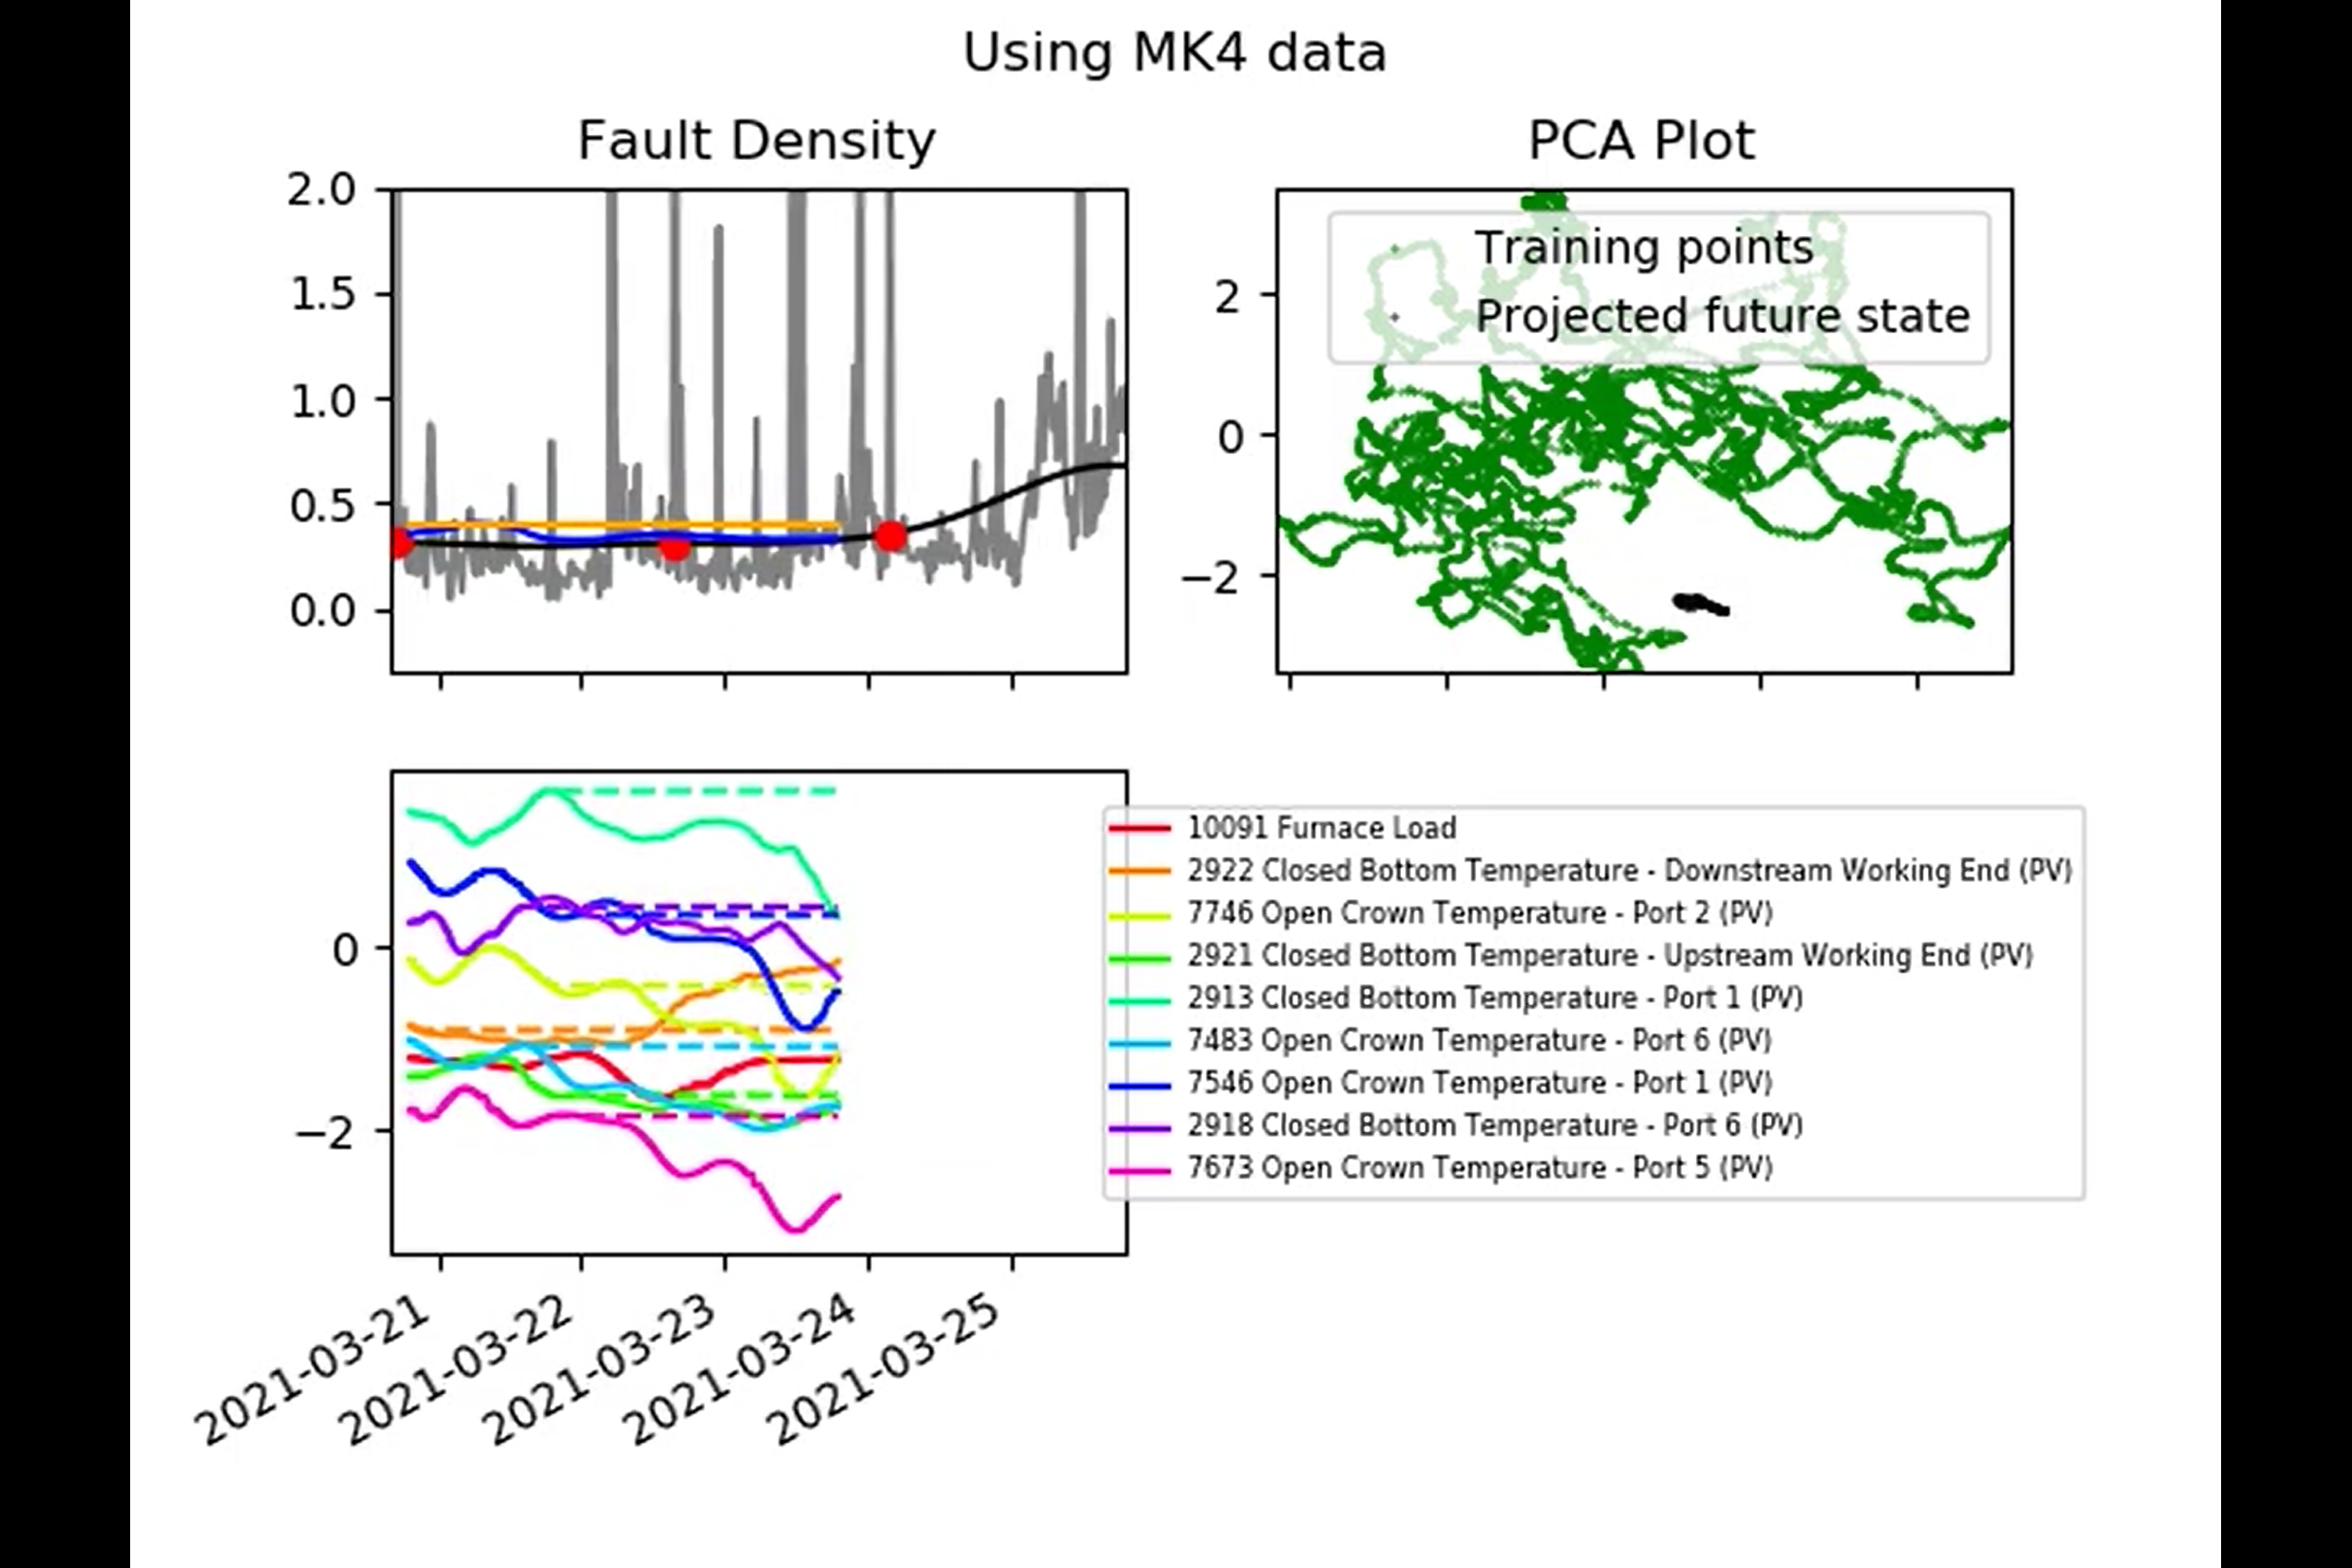 Using MK4 data
Fault Density
2.0
1.5
1.0
0.5
0.0
PCA Plot
Training points
Projected future state
2
0
−2
0
−2
2021-03-21
2021-03-22
2021-03-23
2021-03-24
2021-03-25
10091 Furnace Load
2922 Closed Bottom Temperature - Downstream Working End (PV)
7746 Open Crown Temperature - Port 2 (PV)
2921 Closed Bottom Temperature - Upstream Working End (PV)
2913 Closed Bottom Temperature - Port 1 (PV)
7483 Open Crown Temperature - Port 6 (PV)
7546 Open Crown Temperature - Port 1 (PV)
2918 Closed Bottom Temperature - Port 6 (PV)
7673 Open Crown Temperature - Port 5 (PV)